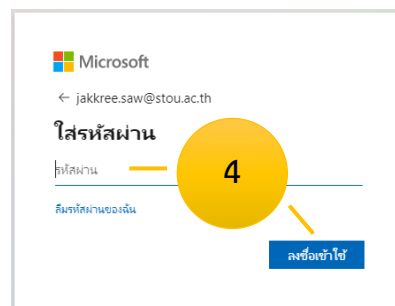 Microsoft
← jakkree.saw@stou.ac.th
ใส่รหัสผ่าน
รหัสผ่าน
4
ลืมรหัสผ่านของฉัน
ลงชื่อเข้าใช้